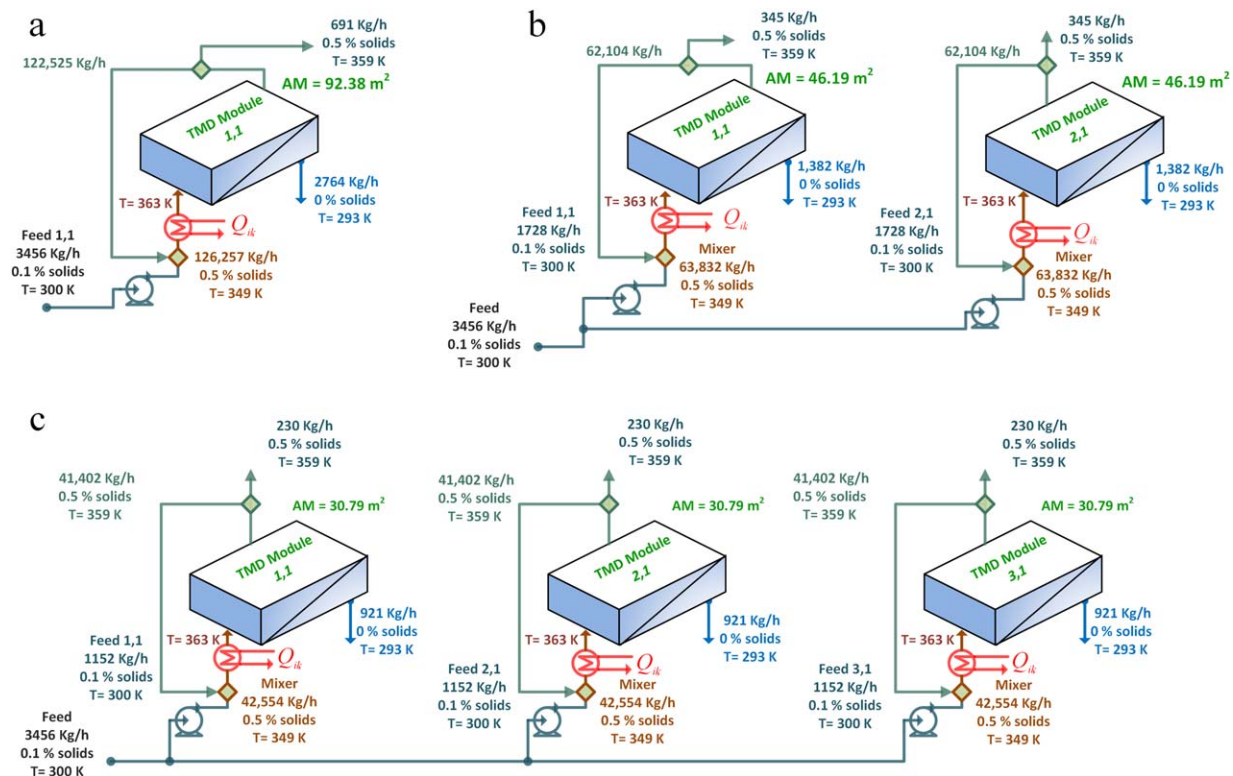 a
691 Kg/h
0.5 % solids
T= 359 K
122,525 Kg/h
AM = 92.38 m²
TMD Module
1,1
2764 Kg/h
0% solids
T= 293 K
T= 363 K
Qik
Feed 1,1
3456 Kg/h
0.1 % solids
T= 300 K
126,257 Kg/h
0.5 % solids
T= 349 K
b
345 Kg/h
0.5 % solids
T= 359 K
62,104 Kg/h
AM = 46.19 m²
TMD Module
1,1
1,382 Kg/h
0 % solids
T= 293 K
T= 363 K
Qik
Feed 1,1
1728 Kg/h
0.1 % solids
T= 300 K
Mixer
63,832 Kg/h
0.5 % solids
T= 349 K
Feed
3456 Kg/h
0.1 % solids
T= 300 K
345 Kg/h
0.5 % solids
T= 359 K
62,104 Kg/h
AM = 46.19 m²
TMD Module
2,1
1,382 Kg/h
0 % solids
T= 293 K
T= 363 K
Qik
Feed 2,1
1728 Kg/h
0.1 % solids
T= 300 K
Mixer
63,832 Kg/h
0.5 % solids
T= 349 K
c
230 Kg/h
0.5 % solids
T= 359 K
41,402 Kg/h
0.5 % solids
T= 359 K
AM = 30.79 m²
TMD Module
1,1
921 Kg/h
0 % solids
T= 293 K
T= 363 K
Qik
Feed 1,1
1152 Kg/h
0.1 % solids
T= 300 K
Mixer
42,554 Kg/h
0.5 % solids
T= 349 K
Feed
3456 Kg/h
0.1 % solids
T= 300 K
230 Kg/h
0.5 % solids
T= 359 K
41,402 Kg/h
0.5 % solids
T= 359 K
AM = 30.79 m²
TMD Module
2,1
921 Kg/h
0 % solids
T= 293 K
T= 363 K
Qik
Feed 2,1
1152 Kg/h
0.1 % solids
T= 300 K
Mixer
42,554 Kg/h
0.5 % solids
T= 349 K
230 Kg/h
0.5 % solids
T= 359 K
41,402 Kg/h
0.5 % solids
T= 359 K
AM = 30.79 m²
TMD Module
3,1
921 Kg/h
0 % solids
T= 293 K
T= 363 K
Qik
Feed 3,1
1152 Kg/h
0.1 % solids
T= 300 K
Mixer
42,554 Kg/h
0.5 % solids
T= 349 K